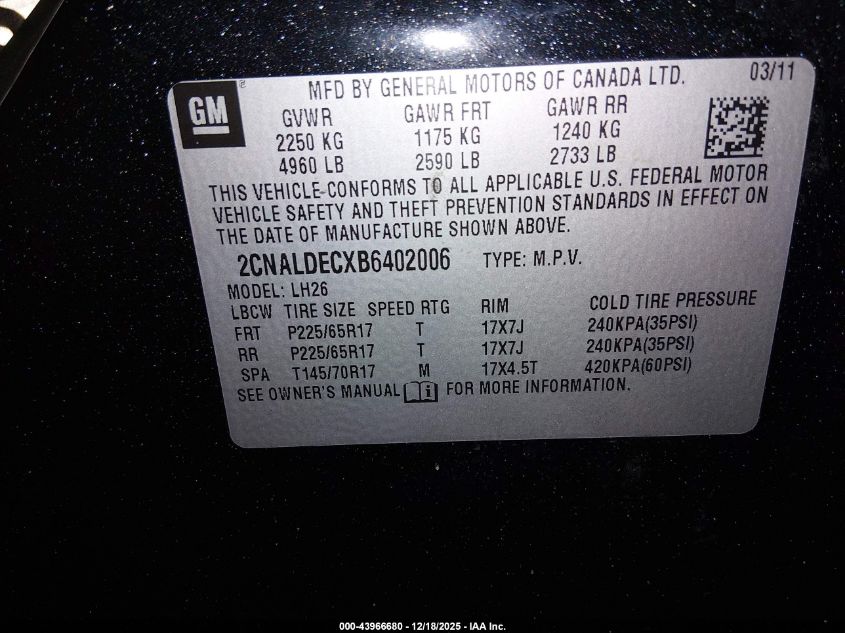 GM
®
MFD BY GENERAL MOTORS OF CANADA LTD. 03/11
GVWR GAWR FRT GAWR RR
2250 KG 1175 KG 1240 KG
4960 LB 2590 LB 2733 LB
THIS VEHICLE CONFORMS TO ALL APPLICABLE U.S. FEDERAL MOTOR
VEHICLE SAFETY AND THEFT PREVENTION STANDARDS IN EFFECT ON
THE DATE OF MANUFACTURE SHOWN ABOVE.
2CNALDECXB6402006 TYPE: M.P.V.
MODEL: LH26
LBCW TIRE SIZE SPEED RTG RIM COLD TIRE PRESSURE
FRT P225/65R17 T 17X7J 240KPA(35PSI)
RR P225/65R17 T 17X7J 240KPA(35PSI)
SPA T145/70R17 M 17X4.5T 420KPA(60PSI)
SEE OWNER'S MANUAL i FOR MORE INFORMATION.
000-43966680 - 12/18/2025 - IAA Inc.